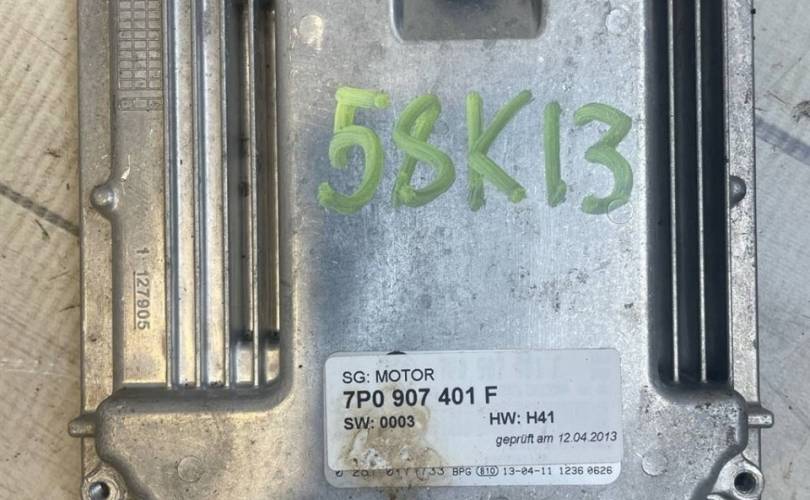 58K13
1 127905
SG: MOTOR
7P0 907 401 F
SW: 0003 HW: H41
geprüft am 12.04.2013
BPG 810 13-04-11 1236 0626